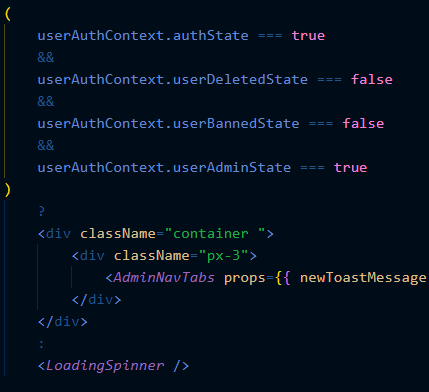 (
userAuthContext.authState === true
&&
userAuthContext.userDeletedState === false
&&
userAuthContext.userBannedState === false
&&
userAuthContext.userAdminState === true
)
?
<div className="container ">
<div className="px-3">
<AdminNavTabs props={{ newToastMessage
</div>
</div>
:
<LoadingSpinner />